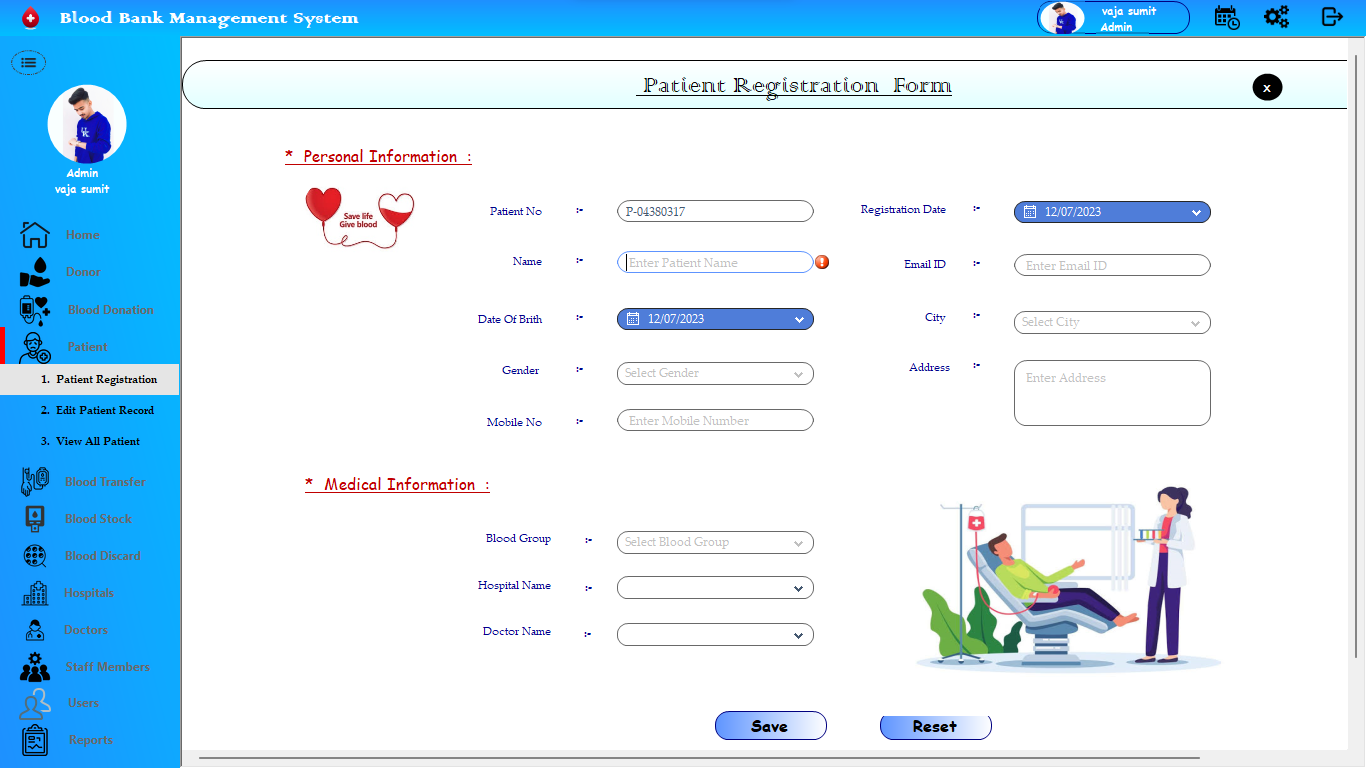 Blood Bank Management System
vaja sumit
Admin
Admin
vaja sumit
Home
Donor
Blood Donation
Patient
1. Patient Registration
2. Edit Patient Record
3. View All Patient
Blood Transfer
Blood Stock
Blood Discard
Hospitals
Doctors
Staff Members
Users
Reports
Patient Registration Form
x
* Personal Information :
Save life
Give blood
Patient No :- P-04380317
Registration Date :- 12/07/2023
Name :- Enter Patient Name
Email ID :- Enter Email ID
Date Of Brith :- 12/07/2023
City :- Select City
Gender :- Select Gender
Address :- Enter Address
Mobile No :- Enter Mobile Number
* Medical Information :
Blood Group :- Select Blood Group
Hospital Name :-
Doctor Name :-
Save
Reset